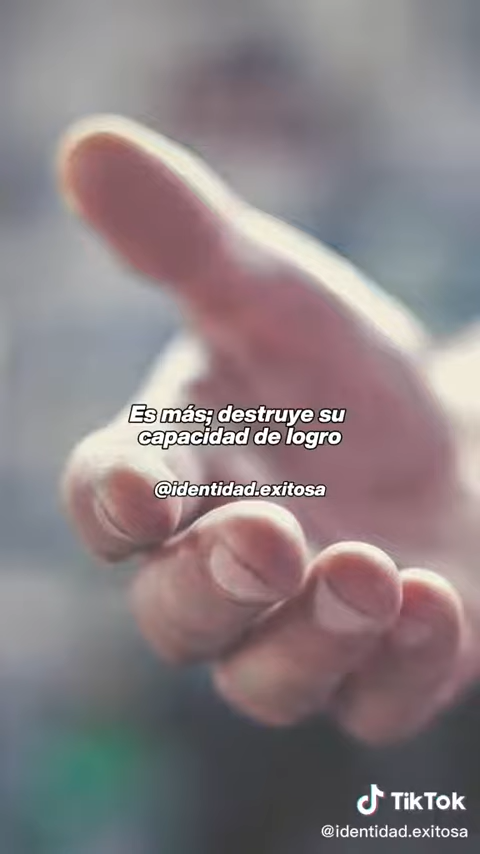 Es más; destruye su
capacidad de logro
@identidad.exitosa
TikTok
@identidad.exitosa